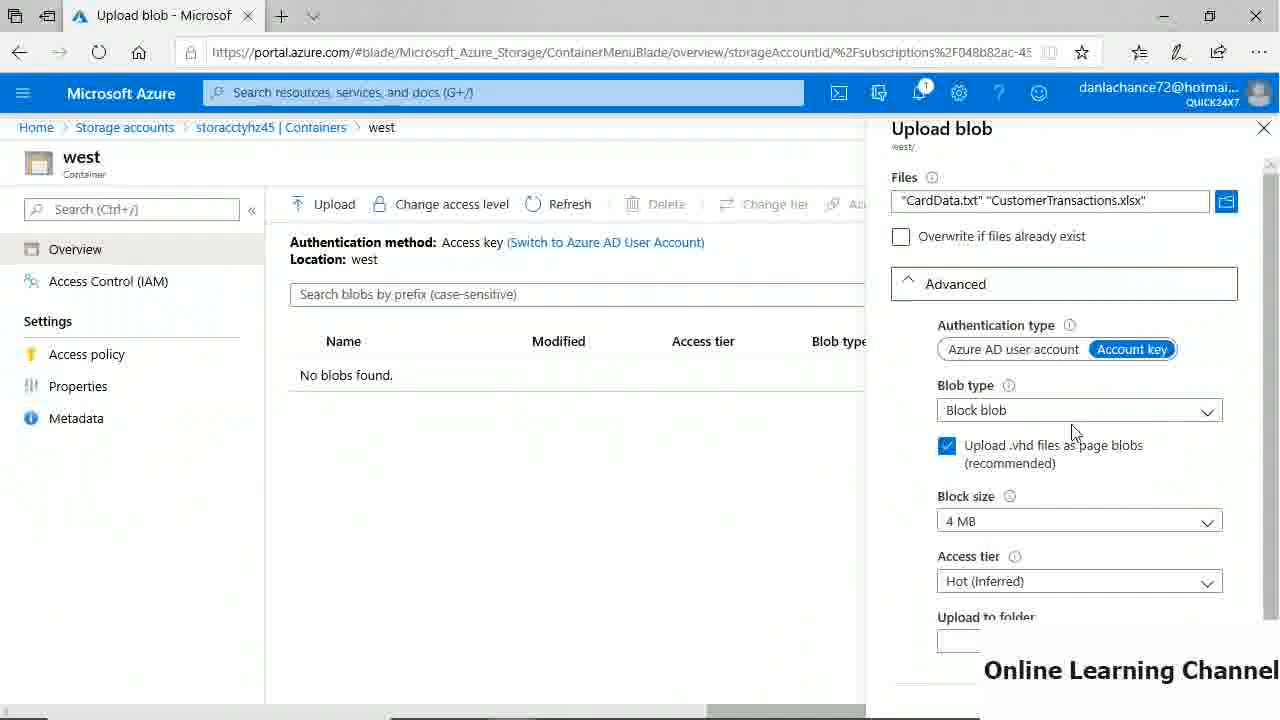 Upload blob - Microsof
https://portal.azure.com/#blade/Microsoft_Azure_Storage/ContainerMenuBlade/overview/storageAccountId/%2Fsubscriptions%2F048b82ac-45
Microsoft Azure
Search resources, services, and docs (G+/)
1
danlachance72@hotmai...
QUICK24X7
Home
Storage accounts
storacctyhz45 | Containers
west
west
Container
Search (Ctrl+/)
«
Overview
Access Control (IAM)
Settings
Access policy
Properties
Metadata
Upload
Change access level
Refresh
Delete
Change tier
Ac
Authentication method: Access key (Switch to Azure AD User Account)
Location: west
Search blobs by prefix (case-sensitive)
Name
Modified
Access tier
Blob type
No blobs found.
Upload blob
west/
Files
"CardData.txt" "CustomerTransactions.xlsx"
Overwrite if files already exist
Advanced
Authentication type
Azure AD user account
Account key
Blob type
Block blob
Upload .vhd files as page blobs
(recommended)
Block size
4 MB
Access tier
Hot (Inferred)
Upload to folder
Online Learning Channel